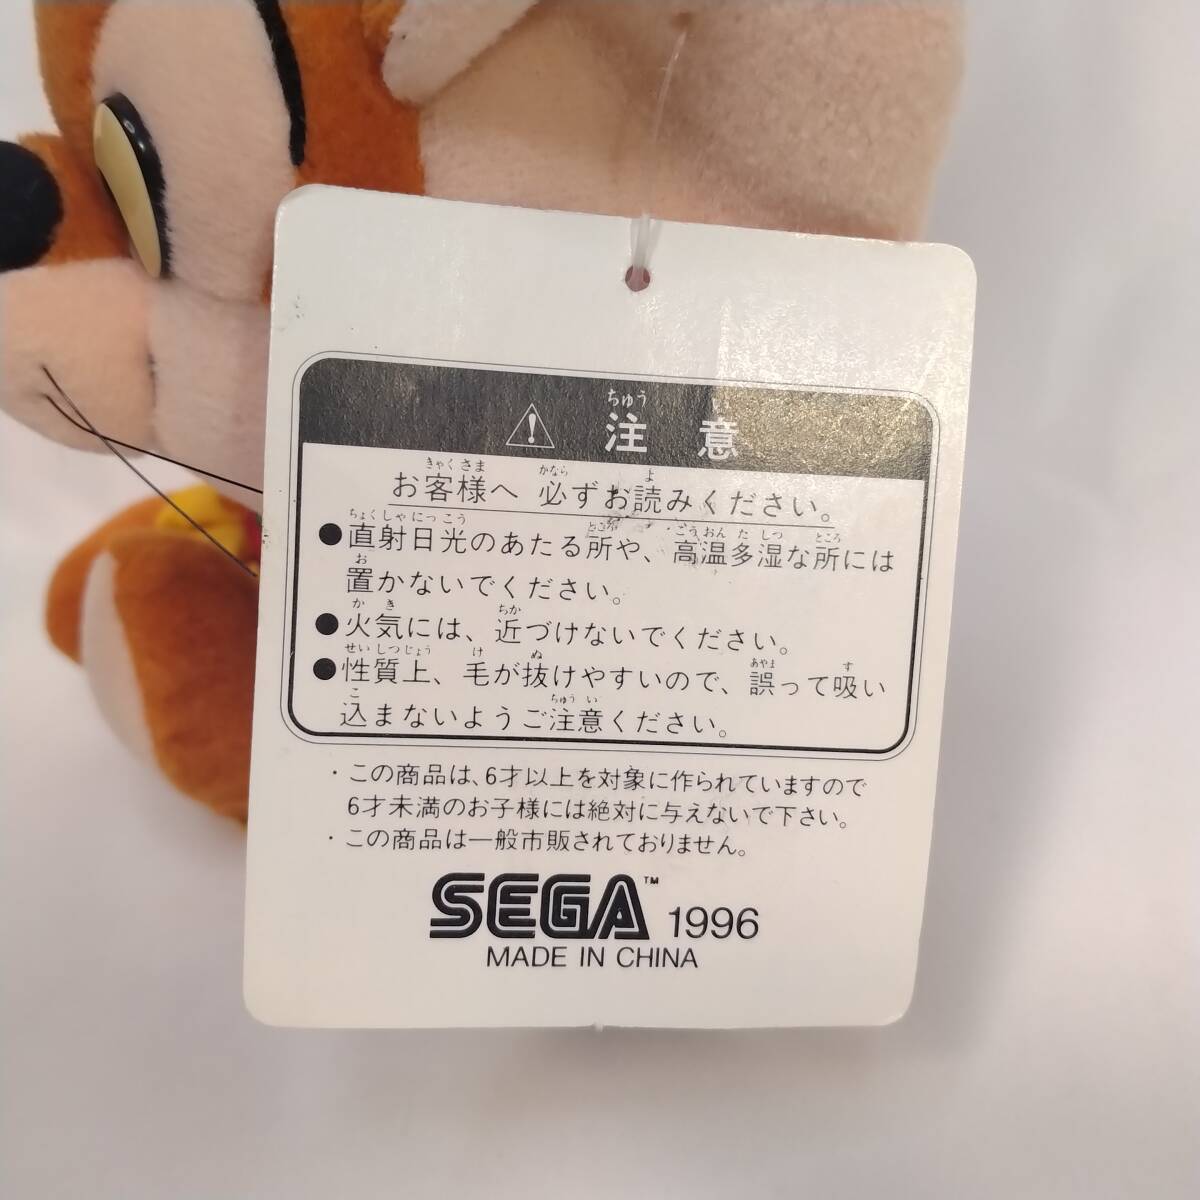 注意
お客様へ 必ずお読みください。
●直射日光のあたる所や、高温多湿な所には
置かないでください。
●火気には、近づけないでください。
●性質上、毛が抜けやすいので、誤って吸い
込まないようご注意ください。
・この商品は、6才以上を対象に作られていますので
6才未満のお子様には絶対に与えないで下さい。
・この商品は一般市販されておりません。
SEGA™ 1996
MADE IN CHINA